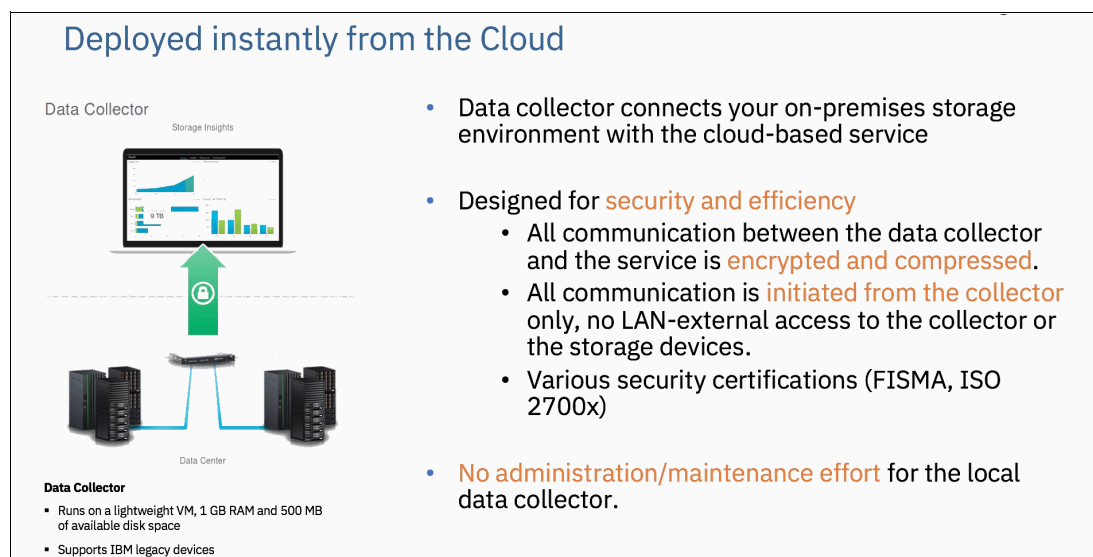 Deployed instantly from the Cloud
Data Collector
Storage Insights
9 TB
Data Center
Data Collector
▪ Runs on a lightweight VM, 1 GB RAM and 500 MB
of available disk space
▪ Supports IBM legacy devices
• Data collector connects your on-premises storage
environment with the cloud-based service
• Designed for security and efficiency
• All communication between the data collector
and the service is encrypted and compressed.
• All communication is initiated from the collector
only, no LAN-external access to the collector or
the storage devices.
• Various security certifications (FISMA, ISO
2700x)
• No administration/maintenance effort for the local
data collector.